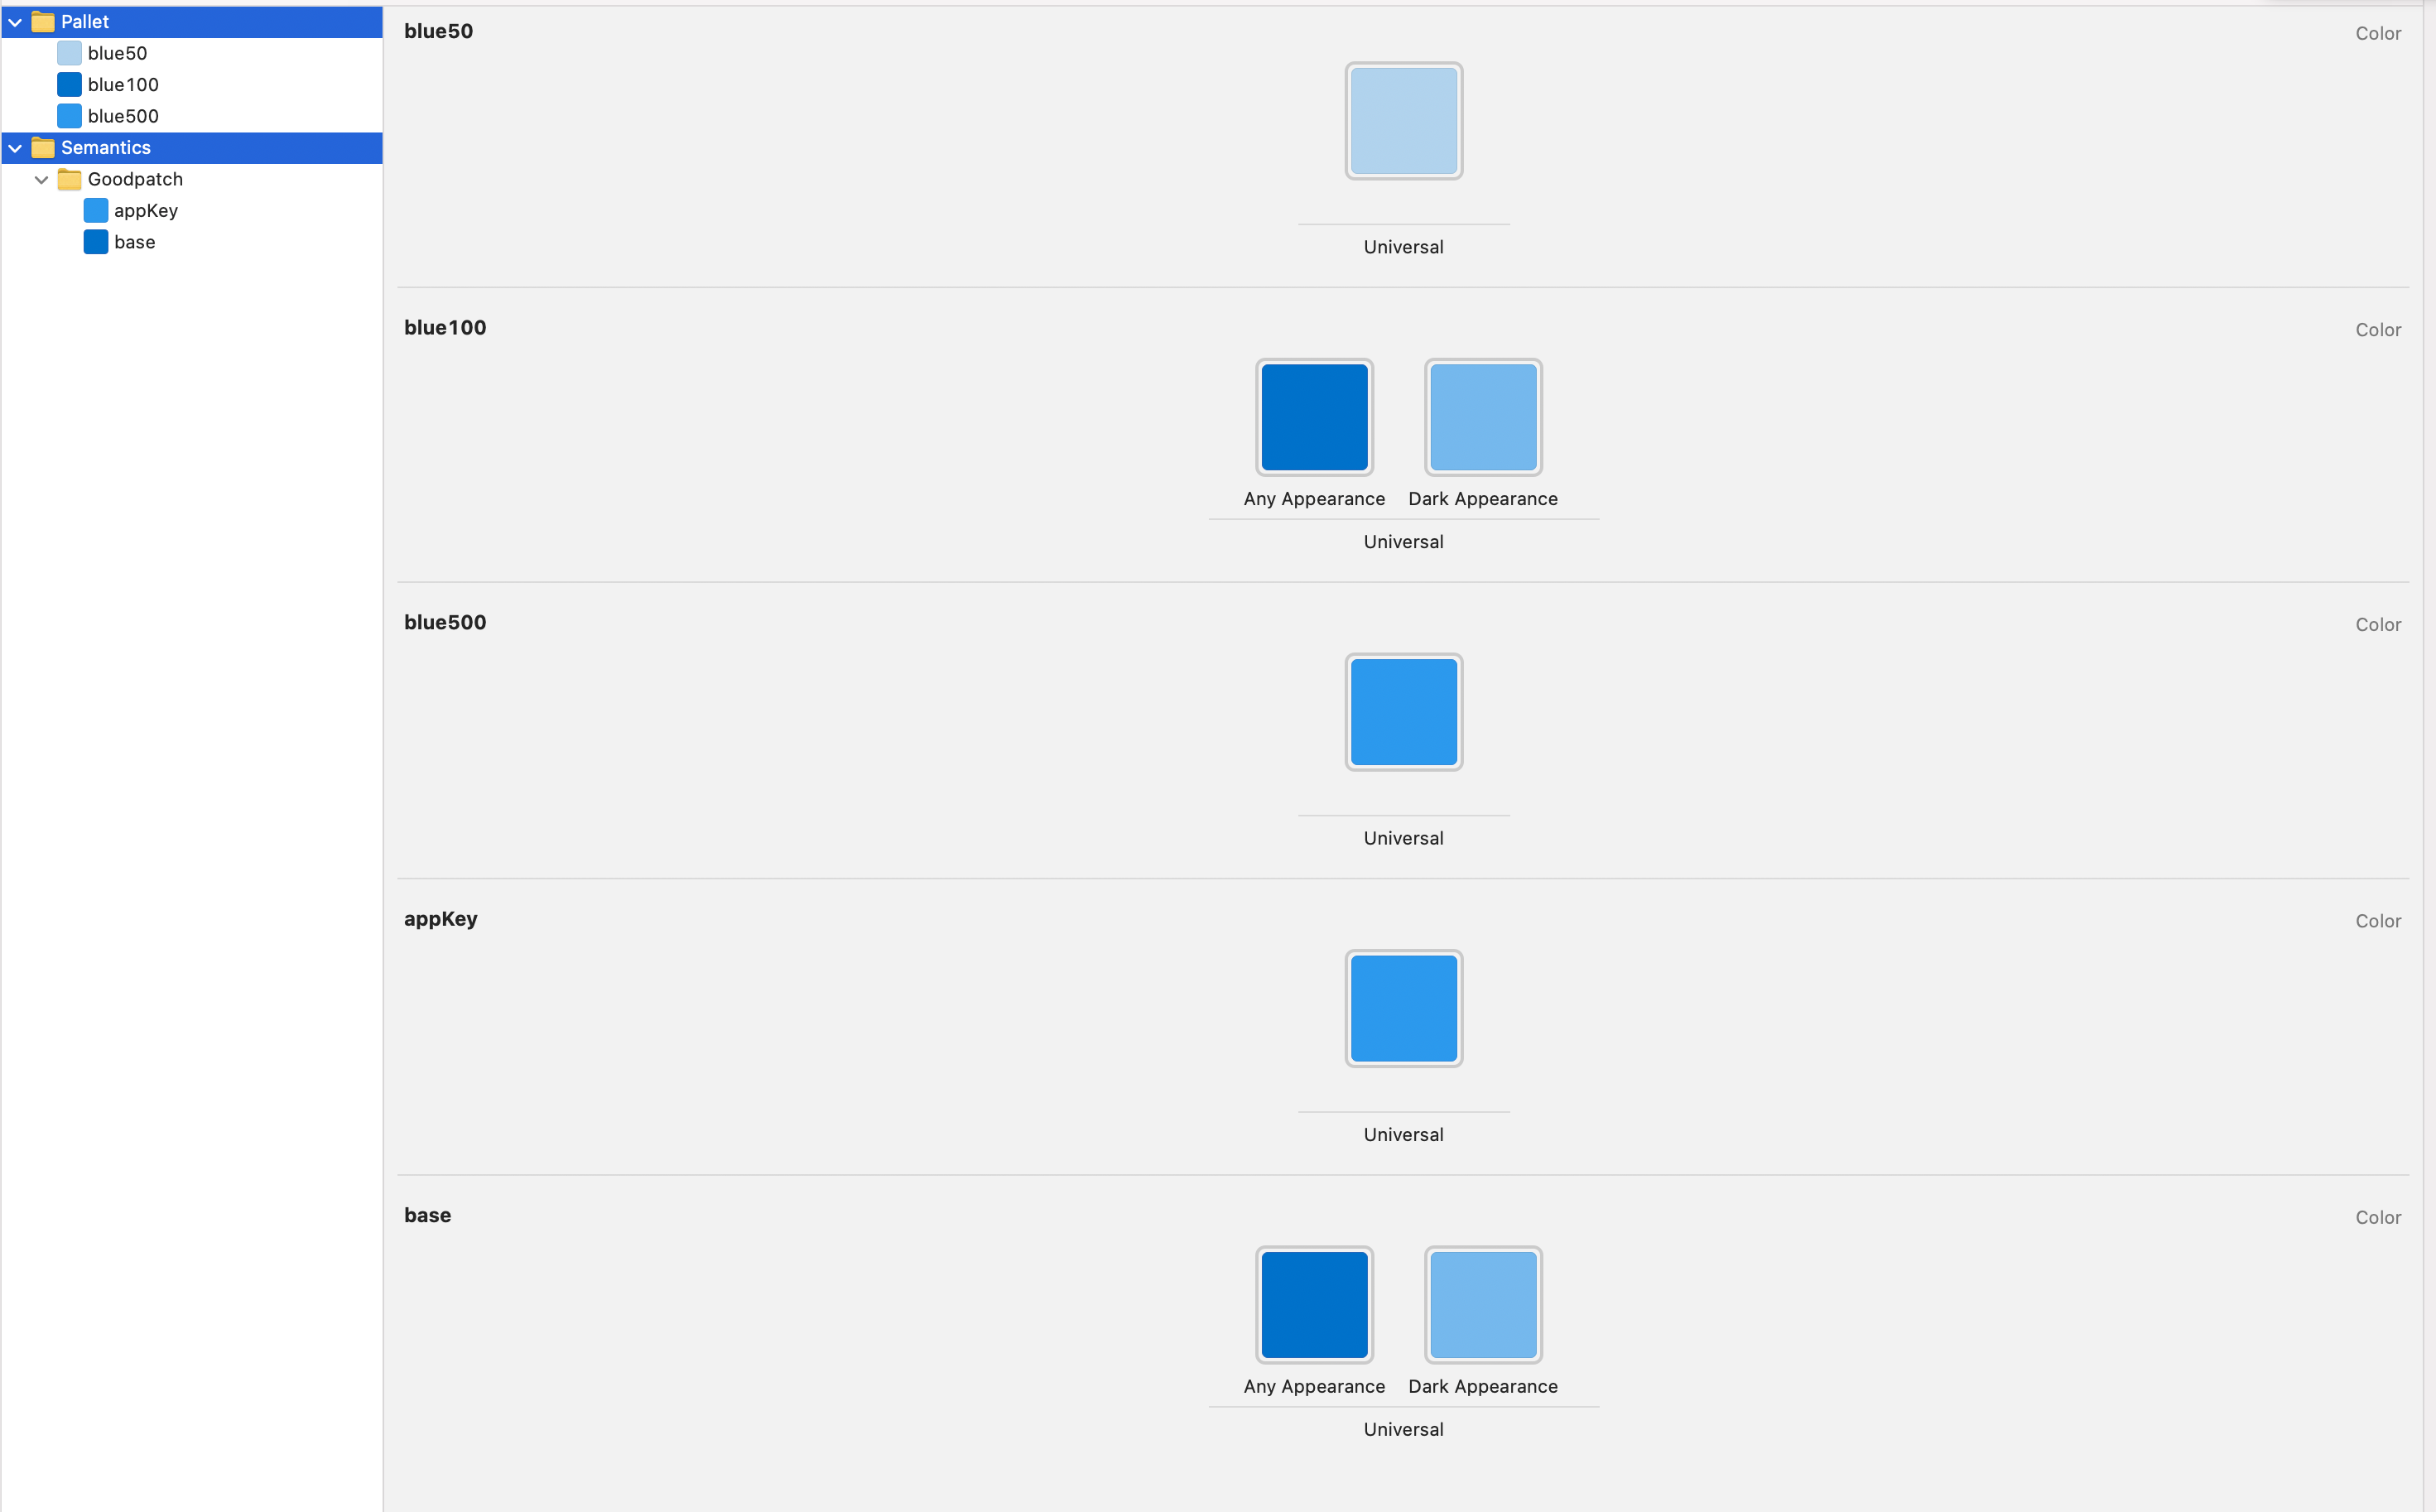 Pallet
blue50
blue100
blue500
Semantics
Goodpatch
appKey
base
blue50
Color
Universal
blue100
Color
Any Appearance
Dark Appearance
Universal
blue500
Color
Universal
appKey
Color
Universal
base
Color
Any Appearance
Dark Appearance
Universal